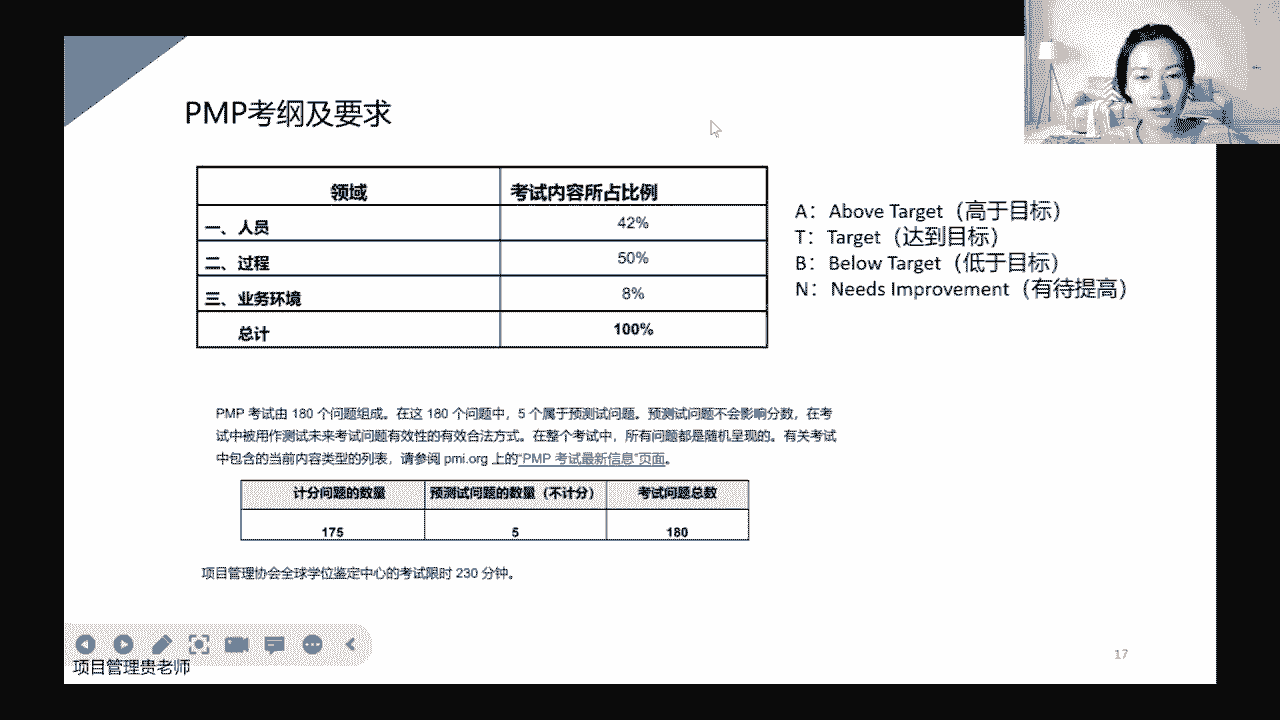 PMP考纲及要求
领域 考试内容所占比例
一、人员 42%
二、过程 50%
三、业务环境 8%
总计 100%
A：Above Target（高于目标）
T：Target（达到目标）
B：Below Target（低于目标）
N：Needs Improvement（有待提高）
PMP 考试由 180 个问题组成。在这 180 个问题中，5 个属于预测试问题。预测试问题不会影响分数，在考
试中被用作测试未来考试问题有效性的有效合法方式。在整个考试中，所有问题都是随机呈现的。有关考试
中包含的当前内容类型的列表，请参阅 pmi.org 上的“PMP 考试最新信息”页面。
计分问题的数量 预测试问题的数量（不计分） 考试问题总数
175 5 180
项目管理协会全球学位鉴定中心的考试限时 230 分钟。
项目管理贵老师
17